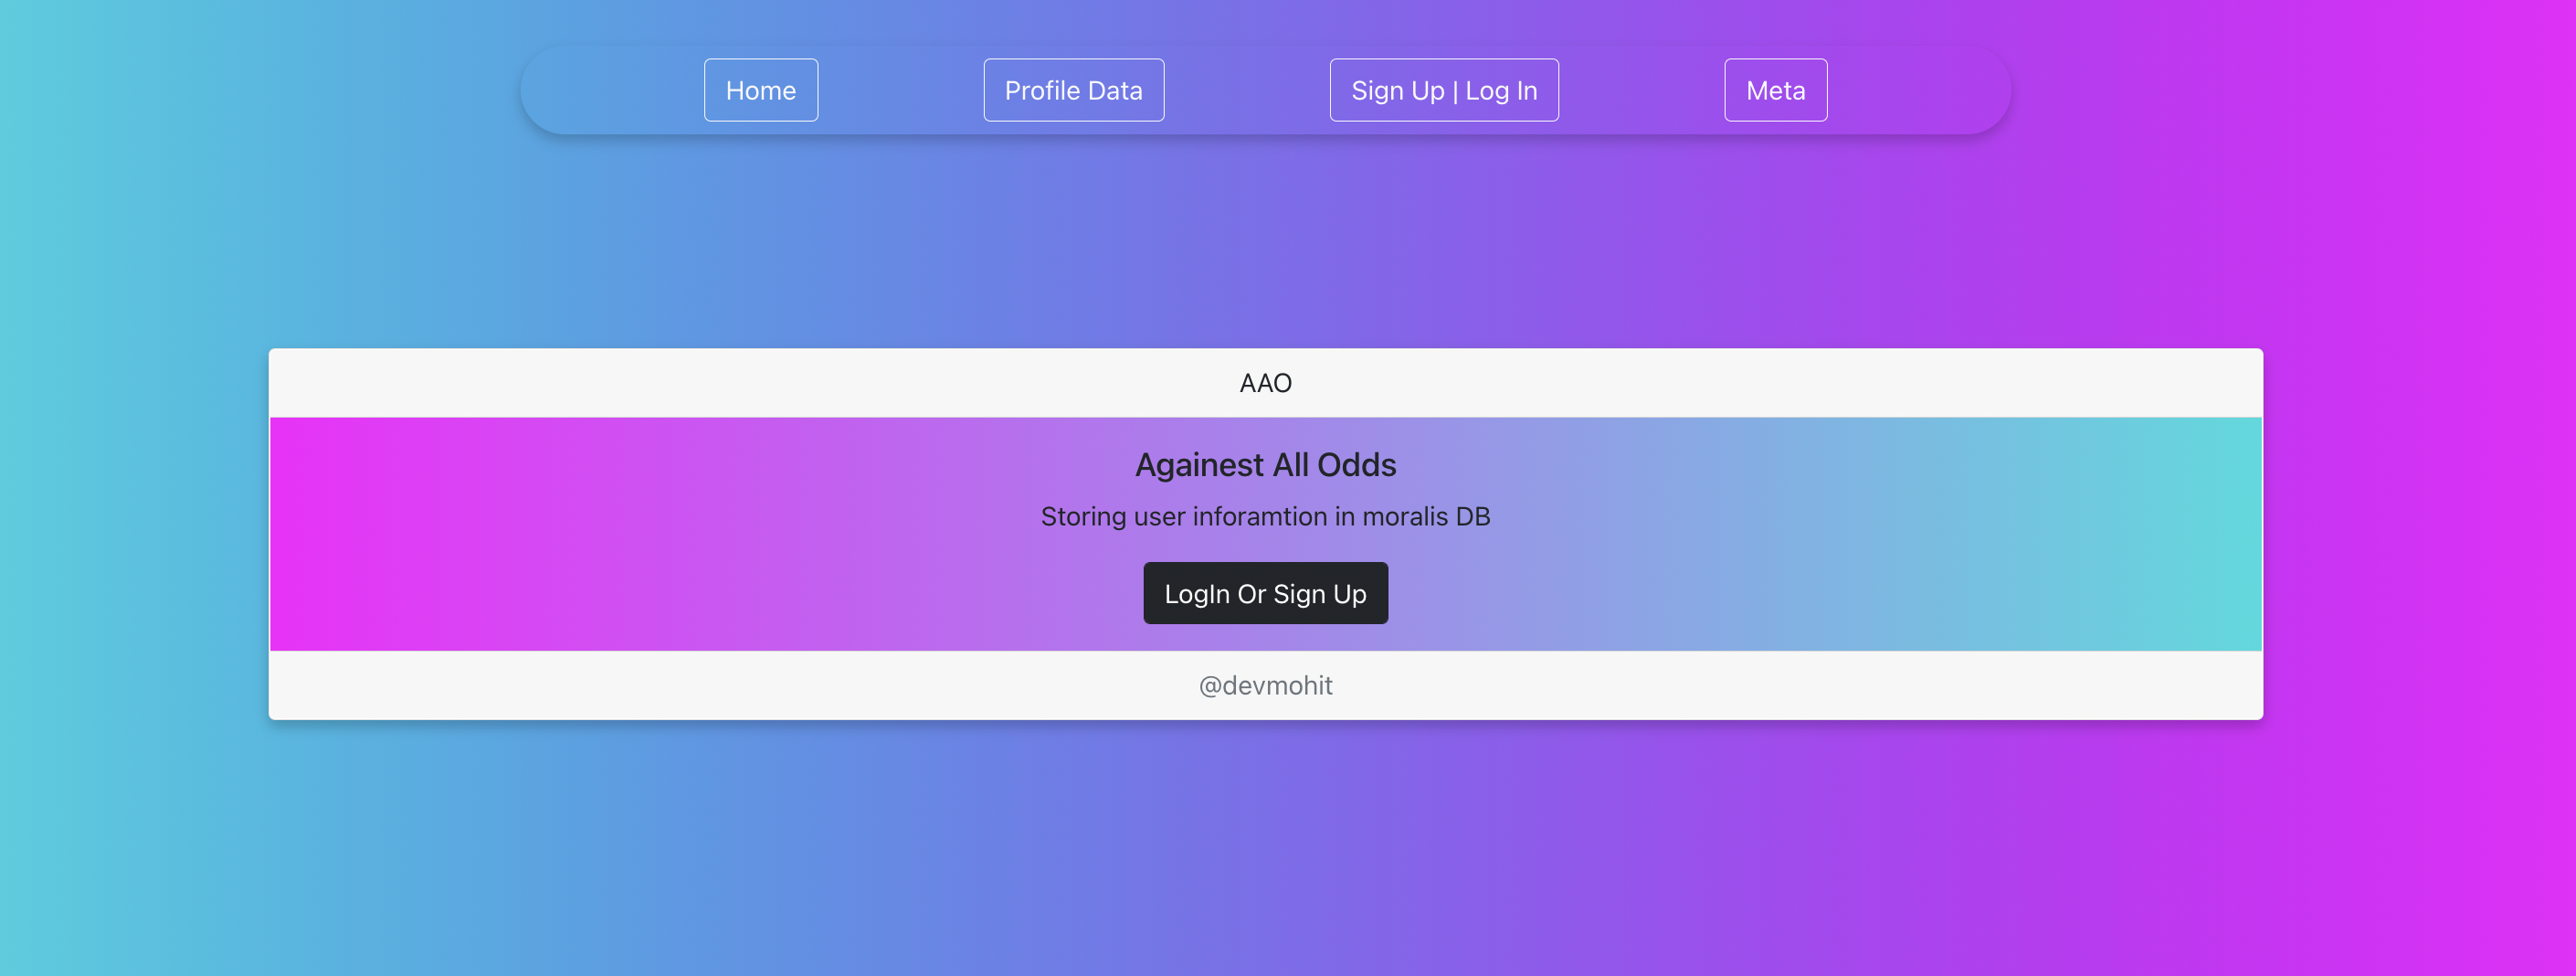 Home
Profile Data
Sign Up | Log In
Meta
AAO
Againest All Odds
Storing user inforamtion in moralis DB
LogIn Or Sign Up
@devmohit